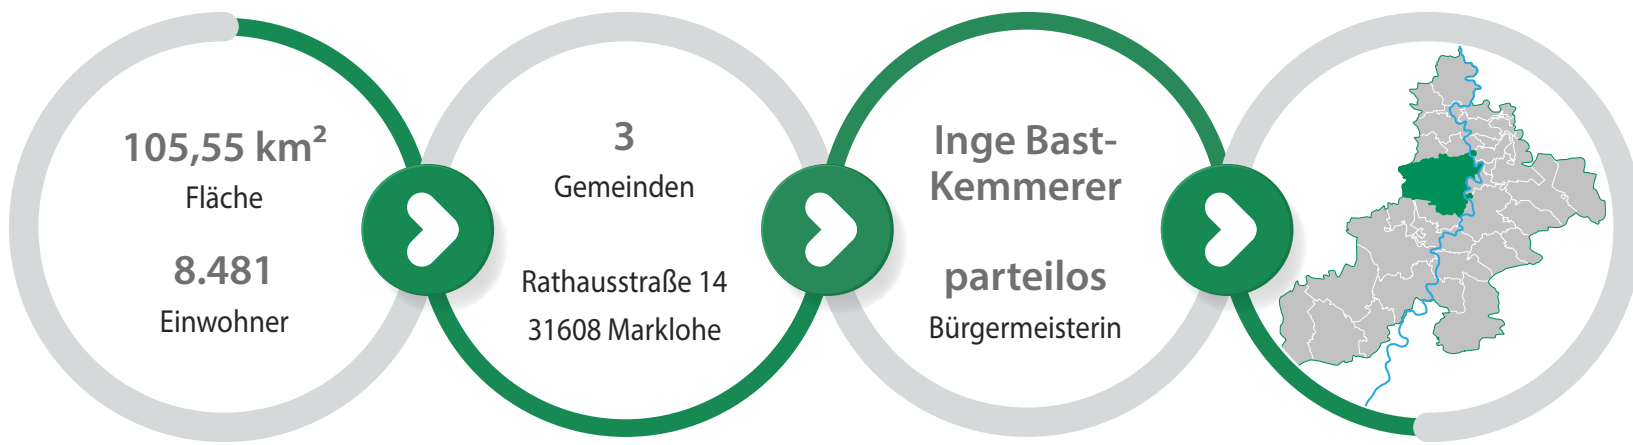 105,55 km²
Fläche
8.481
Einwohner
3
Gemeinden
Rathausstraße 14
31608 Marklohe
Inge Bast-
Kemmerer
parteilos
Bürgermeisterin